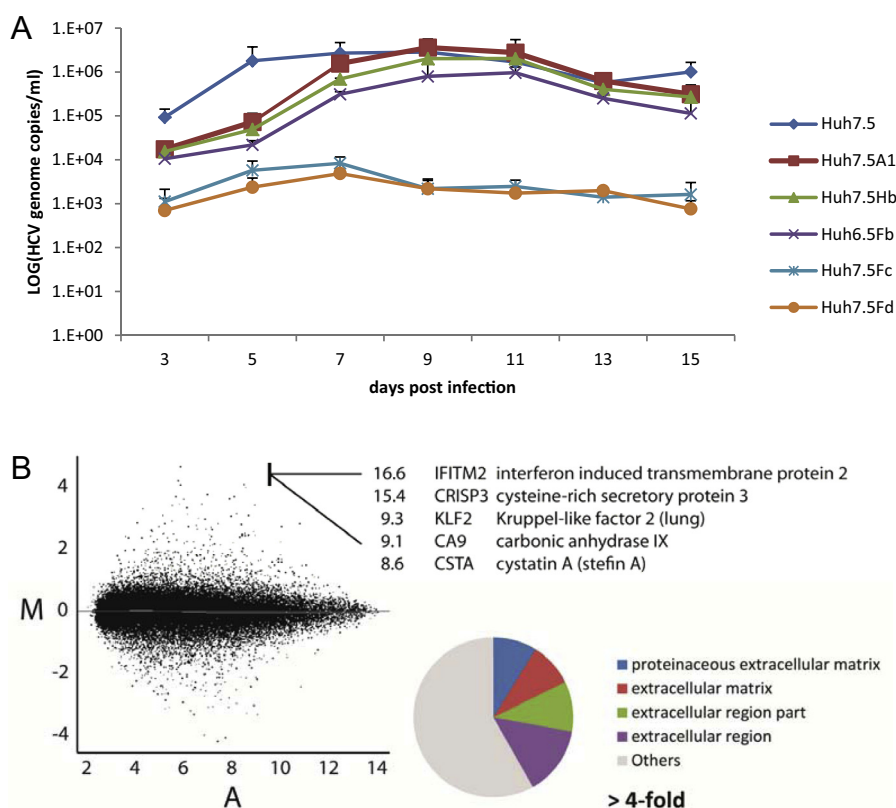 A
LOG(HCV genome copies/ml)
1.E+07
1.E+06
1.E+05
1.E+04
1.E+03
1.E+02
1.E+01
1.E+00
3 5 7 9 11 13 15
days post infection
Huh7.5
Huh7.5A1
Huh7.5Hb
Huh6.5Fb
Huh7.5Fc
Huh7.5Fd
B
M
4
2
0
-2
-4
2 4 6 8 10 12 14
A
16.6 IFITM2 interferon induced transmembrane protein 2
15.4 CRISP3 cysteine-rich secretory protein 3
9.3 KLF2 Kruppel-like factor 2 (lung)
9.1 CA9 carbonic anhydrase IX
8.6 CSTA cystatin A (stefin A)
proteinaceous extracellular matrix
extracellular matrix
extracellular region part
extracellular region
Others
> 4-fold